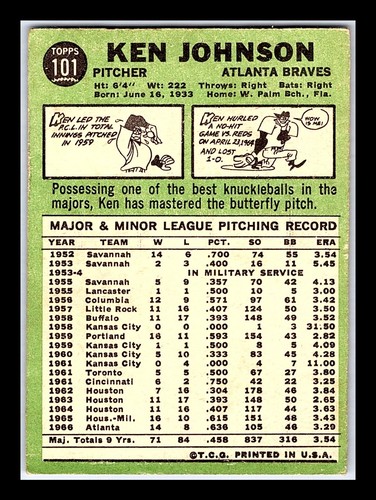 TOPPS
101
KEN JOHNSON
PITCHER ATLANTA BRAVES
Ht: 6'4" Wt: 222 Throws: Right Bats: Right
Born: June 16, 1933 Home: W. Palm Bch., Fla.
KEN LED THE
P.C.L. IN TOTAL
INNINGS PITCHED
IN 1959
KEN HURLED
A NO-HIT
GAME VS. REDS
ON APRIL 23, 1964
AND LOST
1-0.
WOE
IS ME!
Possessing one of the best knuckleballs in the
majors, Ken has mastered the butterfly pitch.
MAJOR & MINOR LEAGUE PITCHING RECORD
YEAR TEAM W L PCT. SO BB ERA
1952 Savannah 14 6 .700 74 55 3.54
1953 Savannah 2 3 .400 16 11 5.45
1953-4 IN MILITARY SERVICE
1955 Savannah 5 9 .357 70 42 4.13
1955 Lancaster 1 1 .500 10 5 3.00
1956 Columbia 12 9 .571 97 61 3.42
1957 Little Rock 11 16 .407 124 50 3.50
1958 Buffalo 11 17 .393 148 49 3.52
1958 Kansas City 0 0 .000 1 3 31.50
1959 Portland 16 11 .593 154 43 2.82
1959 Kansas City 1 1 .500 8 5 4.09
1960 Kansas City 5 10 .333 83 45 4.28
1961 Kansas City 0 4 .000 4 7 11.00
1961 Toronto 5 5 .500 67 27 3.80
1961 Cincinnati 6 2 .750 42 22 3.25
1962 Houston 7 16 .304 178 46 3.84
1963 Houston 11 17 .393 148 50 2.65
1964 Houston 11 16 .407 117 44 3.63
1965 Hous.-Mil. 16 10 .615 151 48 3.43
1966 Atlanta 14 8 .636 105 46 3.29
Maj. Totals 9 Yrs. 71 84 .458 837 316 3.54
©T.C.G. PRINTED IN U.S.A.